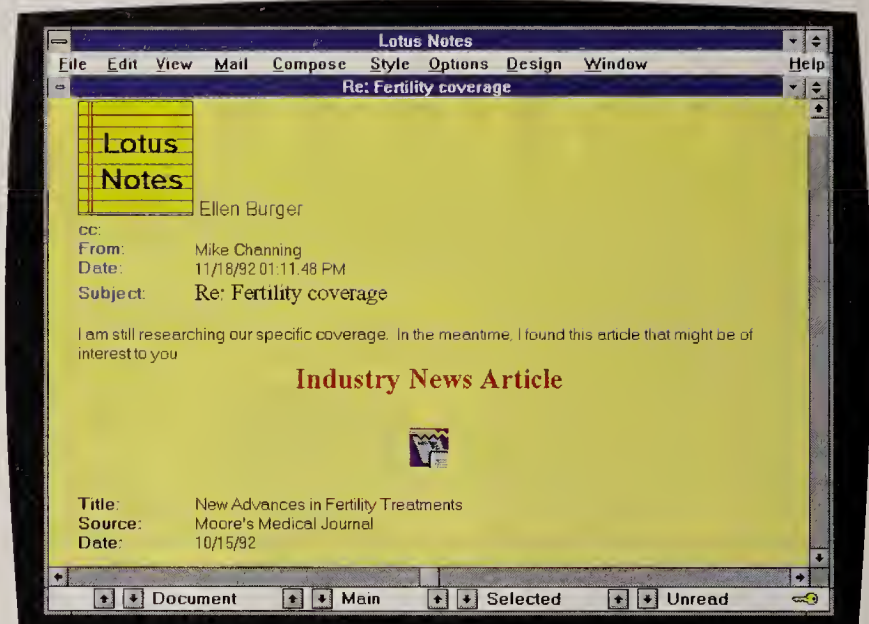 Lotus Notes
File Edit View Mail Compose Style Options Design Window Help
Re: Fertility coverage
Lotus
Notes
Ellen Burger
cc:
From: Mike Channing
Date: 11/18/92 01:11:48 PM
Subject: Re: Fertility coverage
I am still researching our specific coverage. In the meantime, I found this article that might be of
interest to you
Industry News Article
Title: New Advances in Fertility Treatments
Source: Moore's Medical Journal
Date: 10/15/92
Document Main Selected Unread